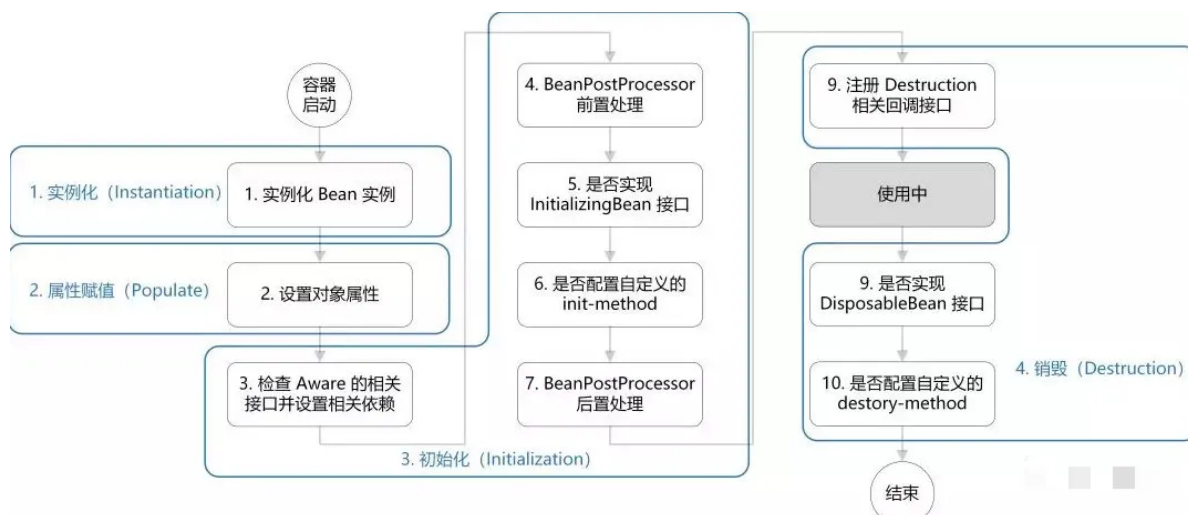 容器
启动
1. 实例化（Instantiation）
1. 实例化 Bean 实例
2. 属性赋值（Populate）
2. 设置对象属性
3. 检查 Aware 的相关
接口并设置相关依赖
3. 初始化（Initialization）
4. BeanPostProcessor
前置处理
5. 是否实现
InitializingBean 接口
6. 是否配置自定义的
init-method
7. BeanPostProcessor
后置处理
9. 注册 Destruction
相关回调接口
使用中
9. 是否实现
DisposableBean 接口
10. 是否配置自定义的
destory-method
4. 销毁（Destruction）
结束